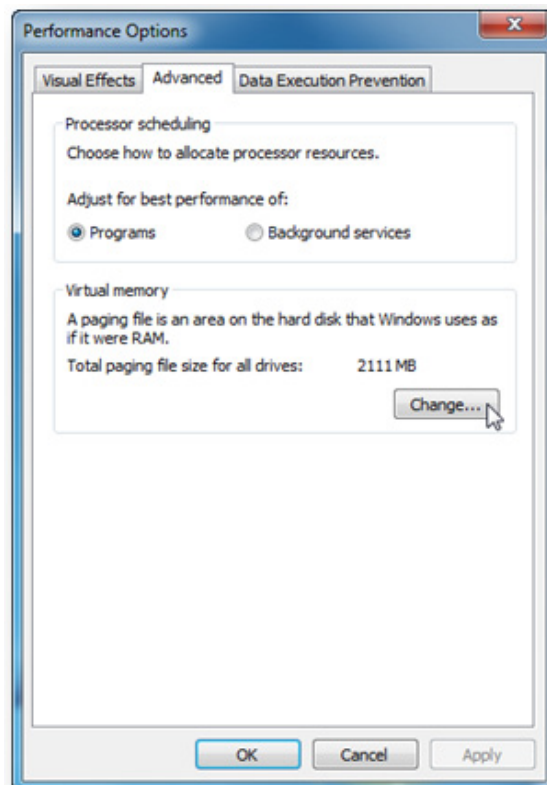 Performance Options
Visual Effects
Advanced
Data Execution Prevention
Processor scheduling
Choose how to allocate processor resources.
Adjust for best performance of:
Programs
Background services
Virtual memory
A paging file is an area on the hard disk that Windows uses as
if it were RAM.
Total paging file size for all drives: 2111 MB
Change...
OK
Cancel
Apply